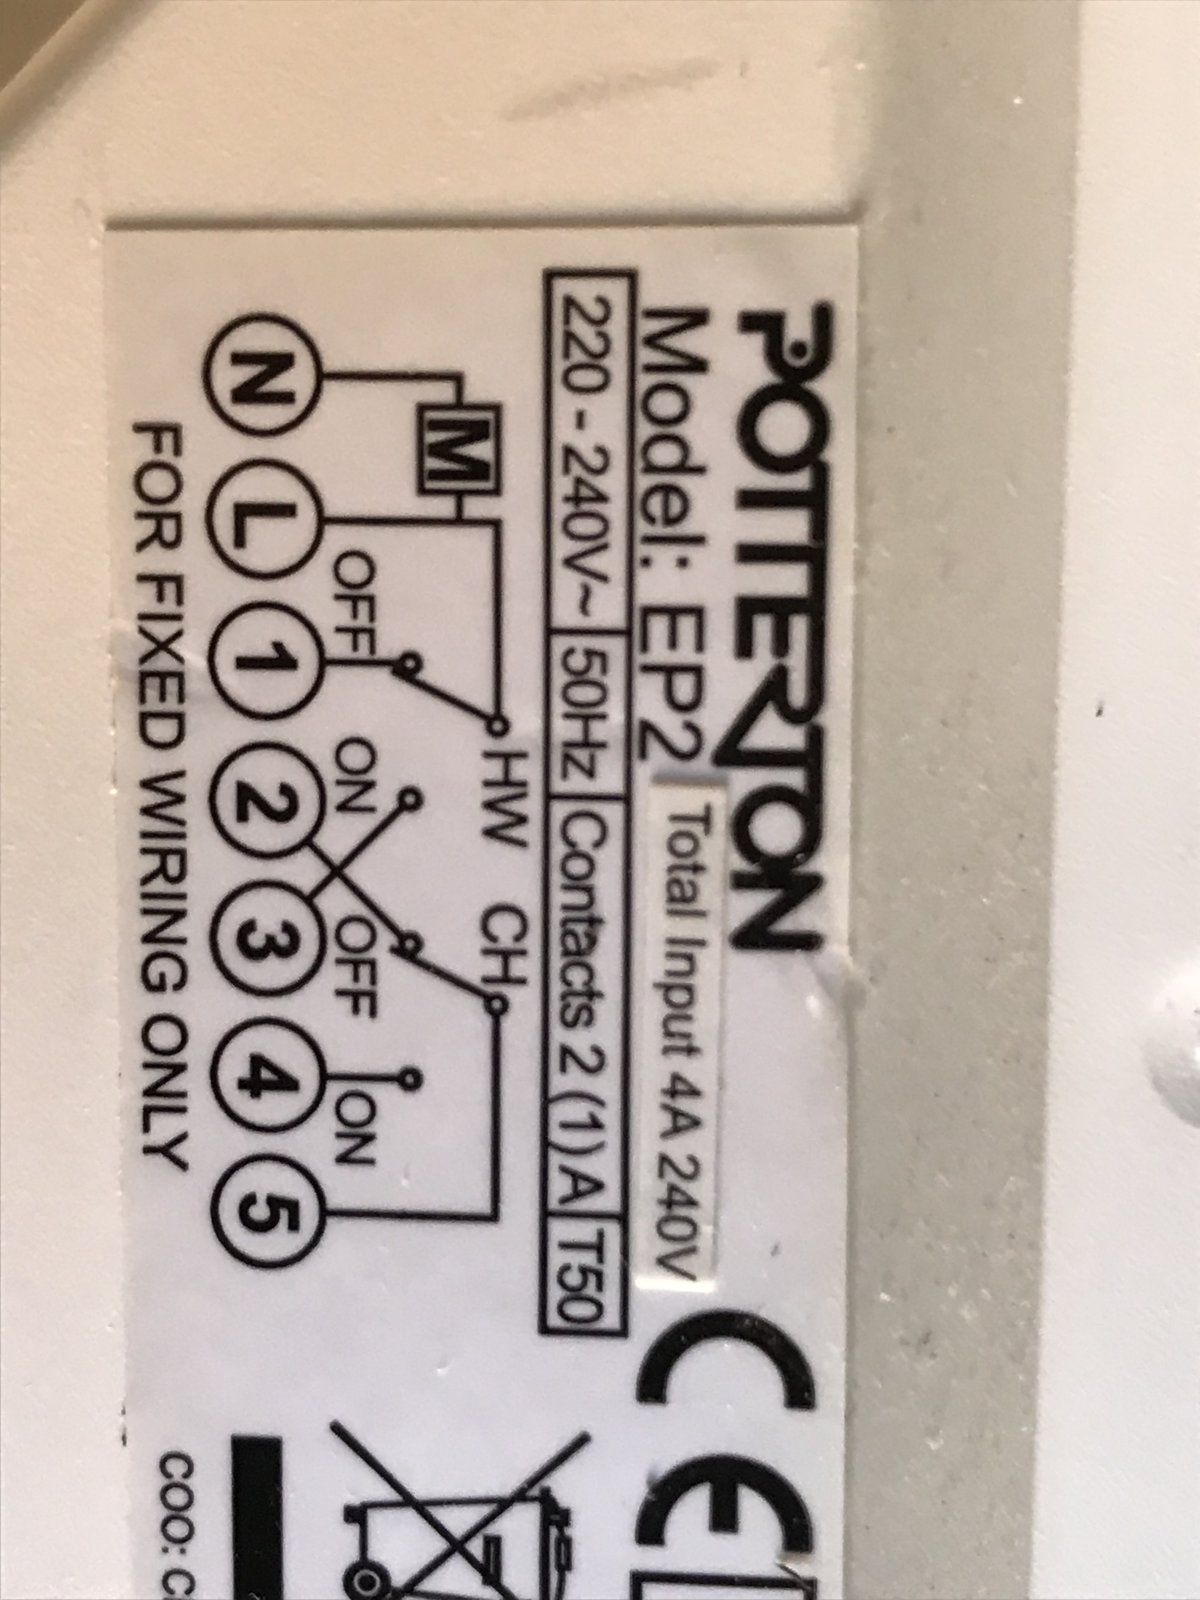 POTTERTON
Model: EP2 Total Input 4A 240V
220 - 240V~ 50Hz Contacts 2 (1) A T50
CE
HW CH
M
OFF ON OFF ON
N L 1 2 3 4 5
FOR FIXED WIRING ONLY
COO: